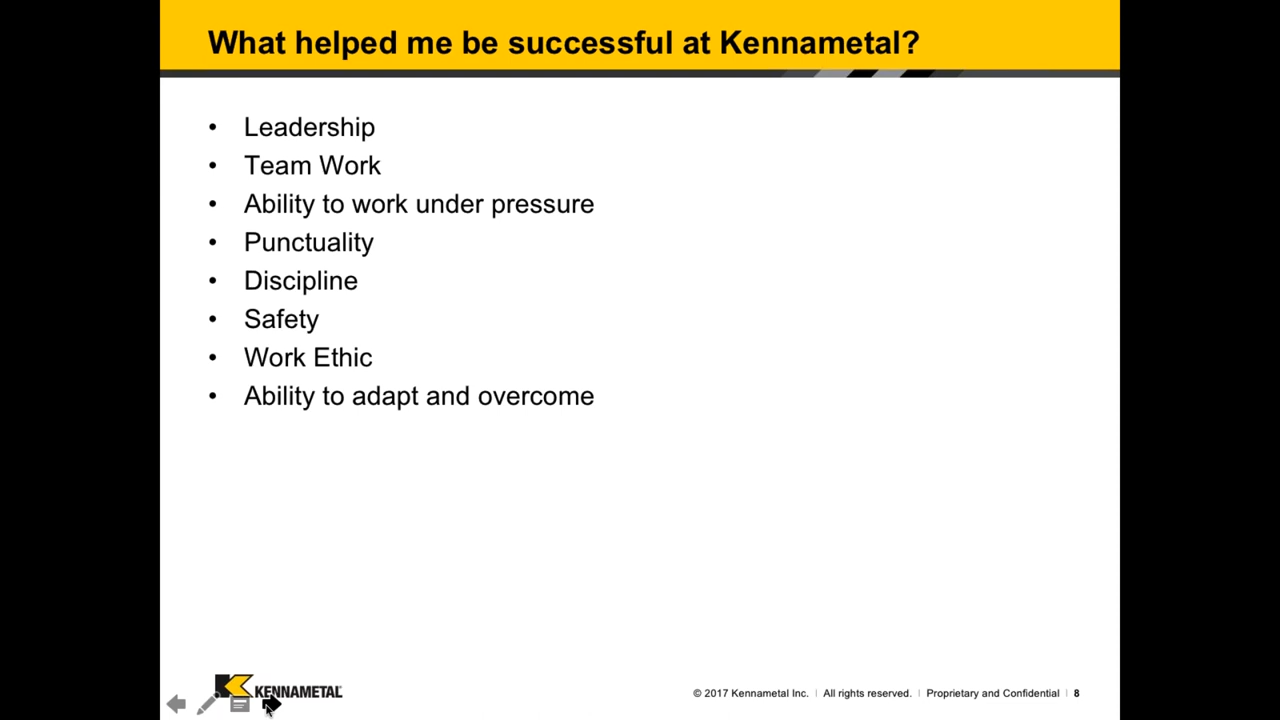 What helped me be successful at Kennametal?
• Leadership
• Team Work
• Ability to work under pressure
• Punctuality
• Discipline
• Safety
• Work Ethic
• Ability to adapt and overcome
KENNAMETAL
© 2017 Kennametal Inc. | All rights reserved. | Proprietary and Confidential | 8